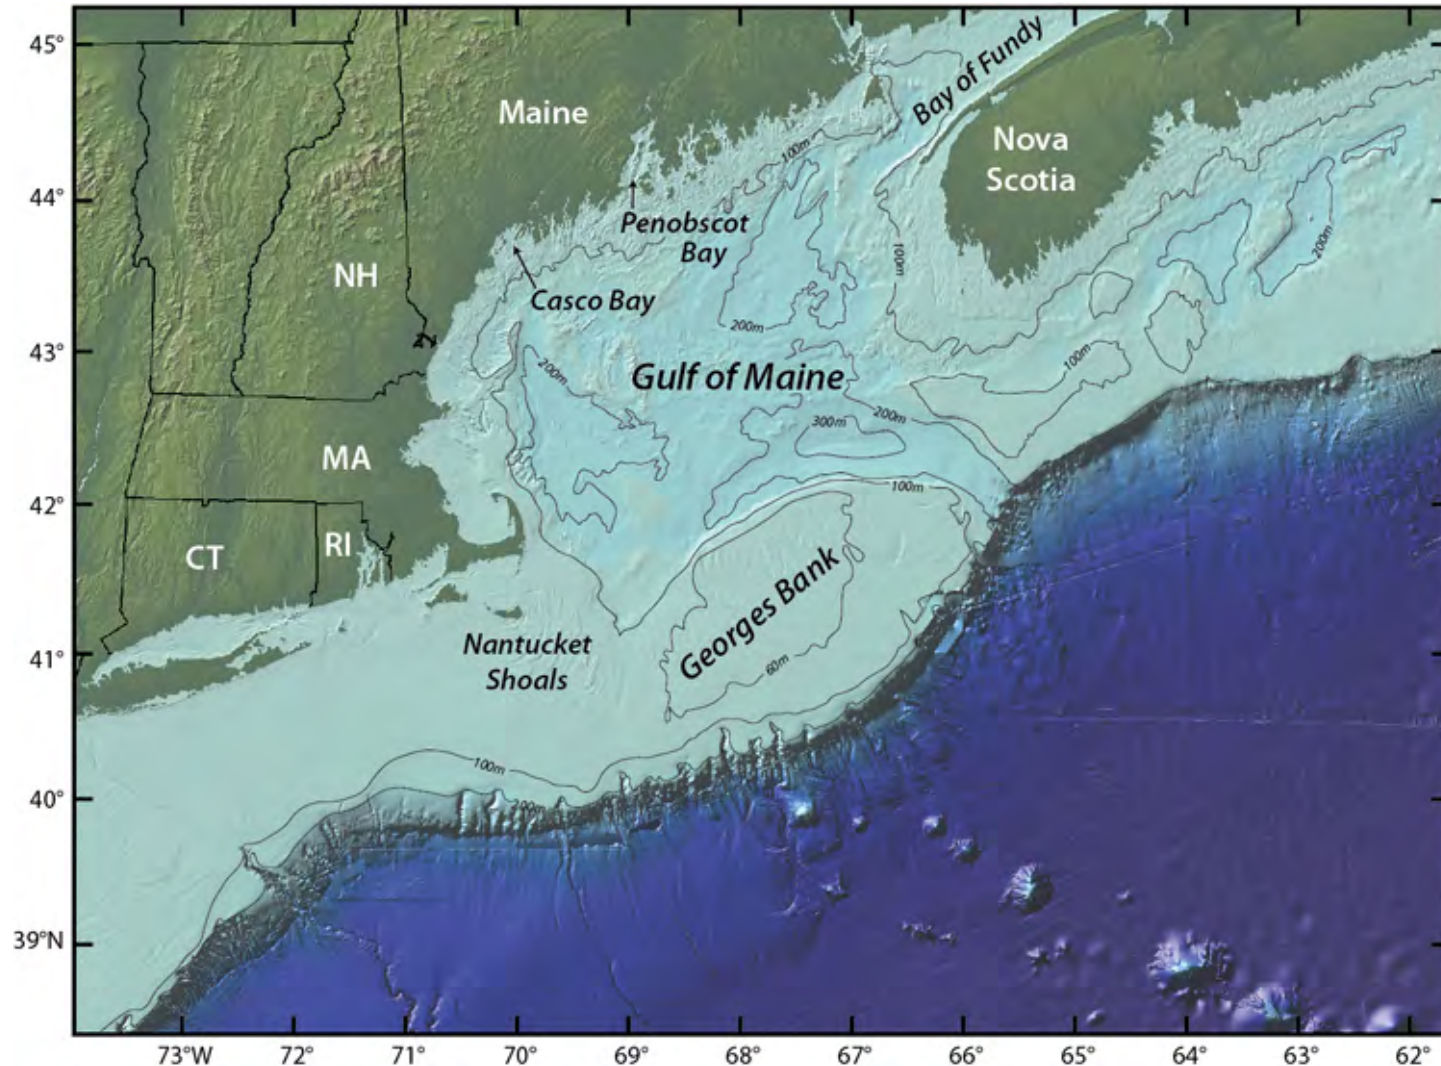 45°
44°
43°
42°
41°
40°
39°N
73°W
72°
71°
70°
69°
68°
67°
66°
65°
64°
63°
62°
Maine
Bay of Fundy
Nova
Scotia
100m
Penobscot
Bay
100m
200m
NH
Casco Bay
200m
200m
Gulf of Maine
100m
200m
300m
MA
100m
CT
RI
Georges Bank
60m
Nantucket
Shoals
100m
200m